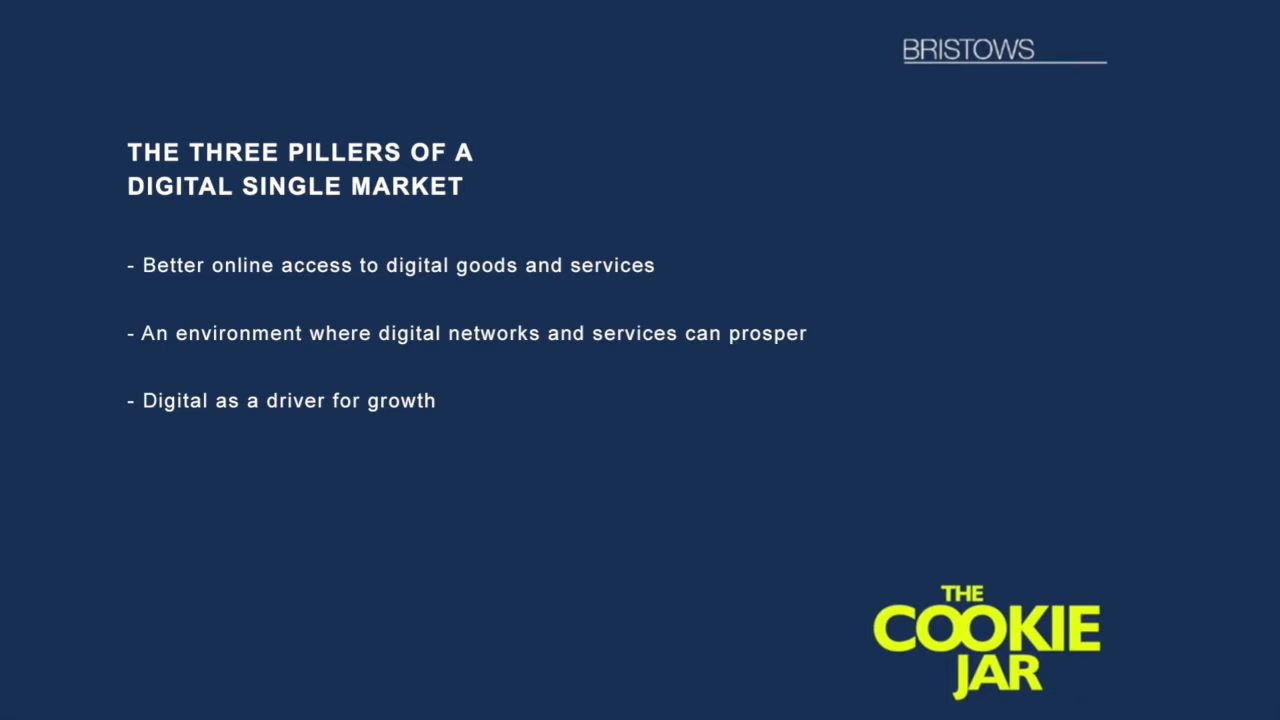 BRISTOWS
THE THREE PILLERS OF A
DIGITAL SINGLE MARKET
- Better online access to digital goods and services
- An environment where digital networks and services can prosper
- Digital as a driver for growth
THE
COOKIE
JAR